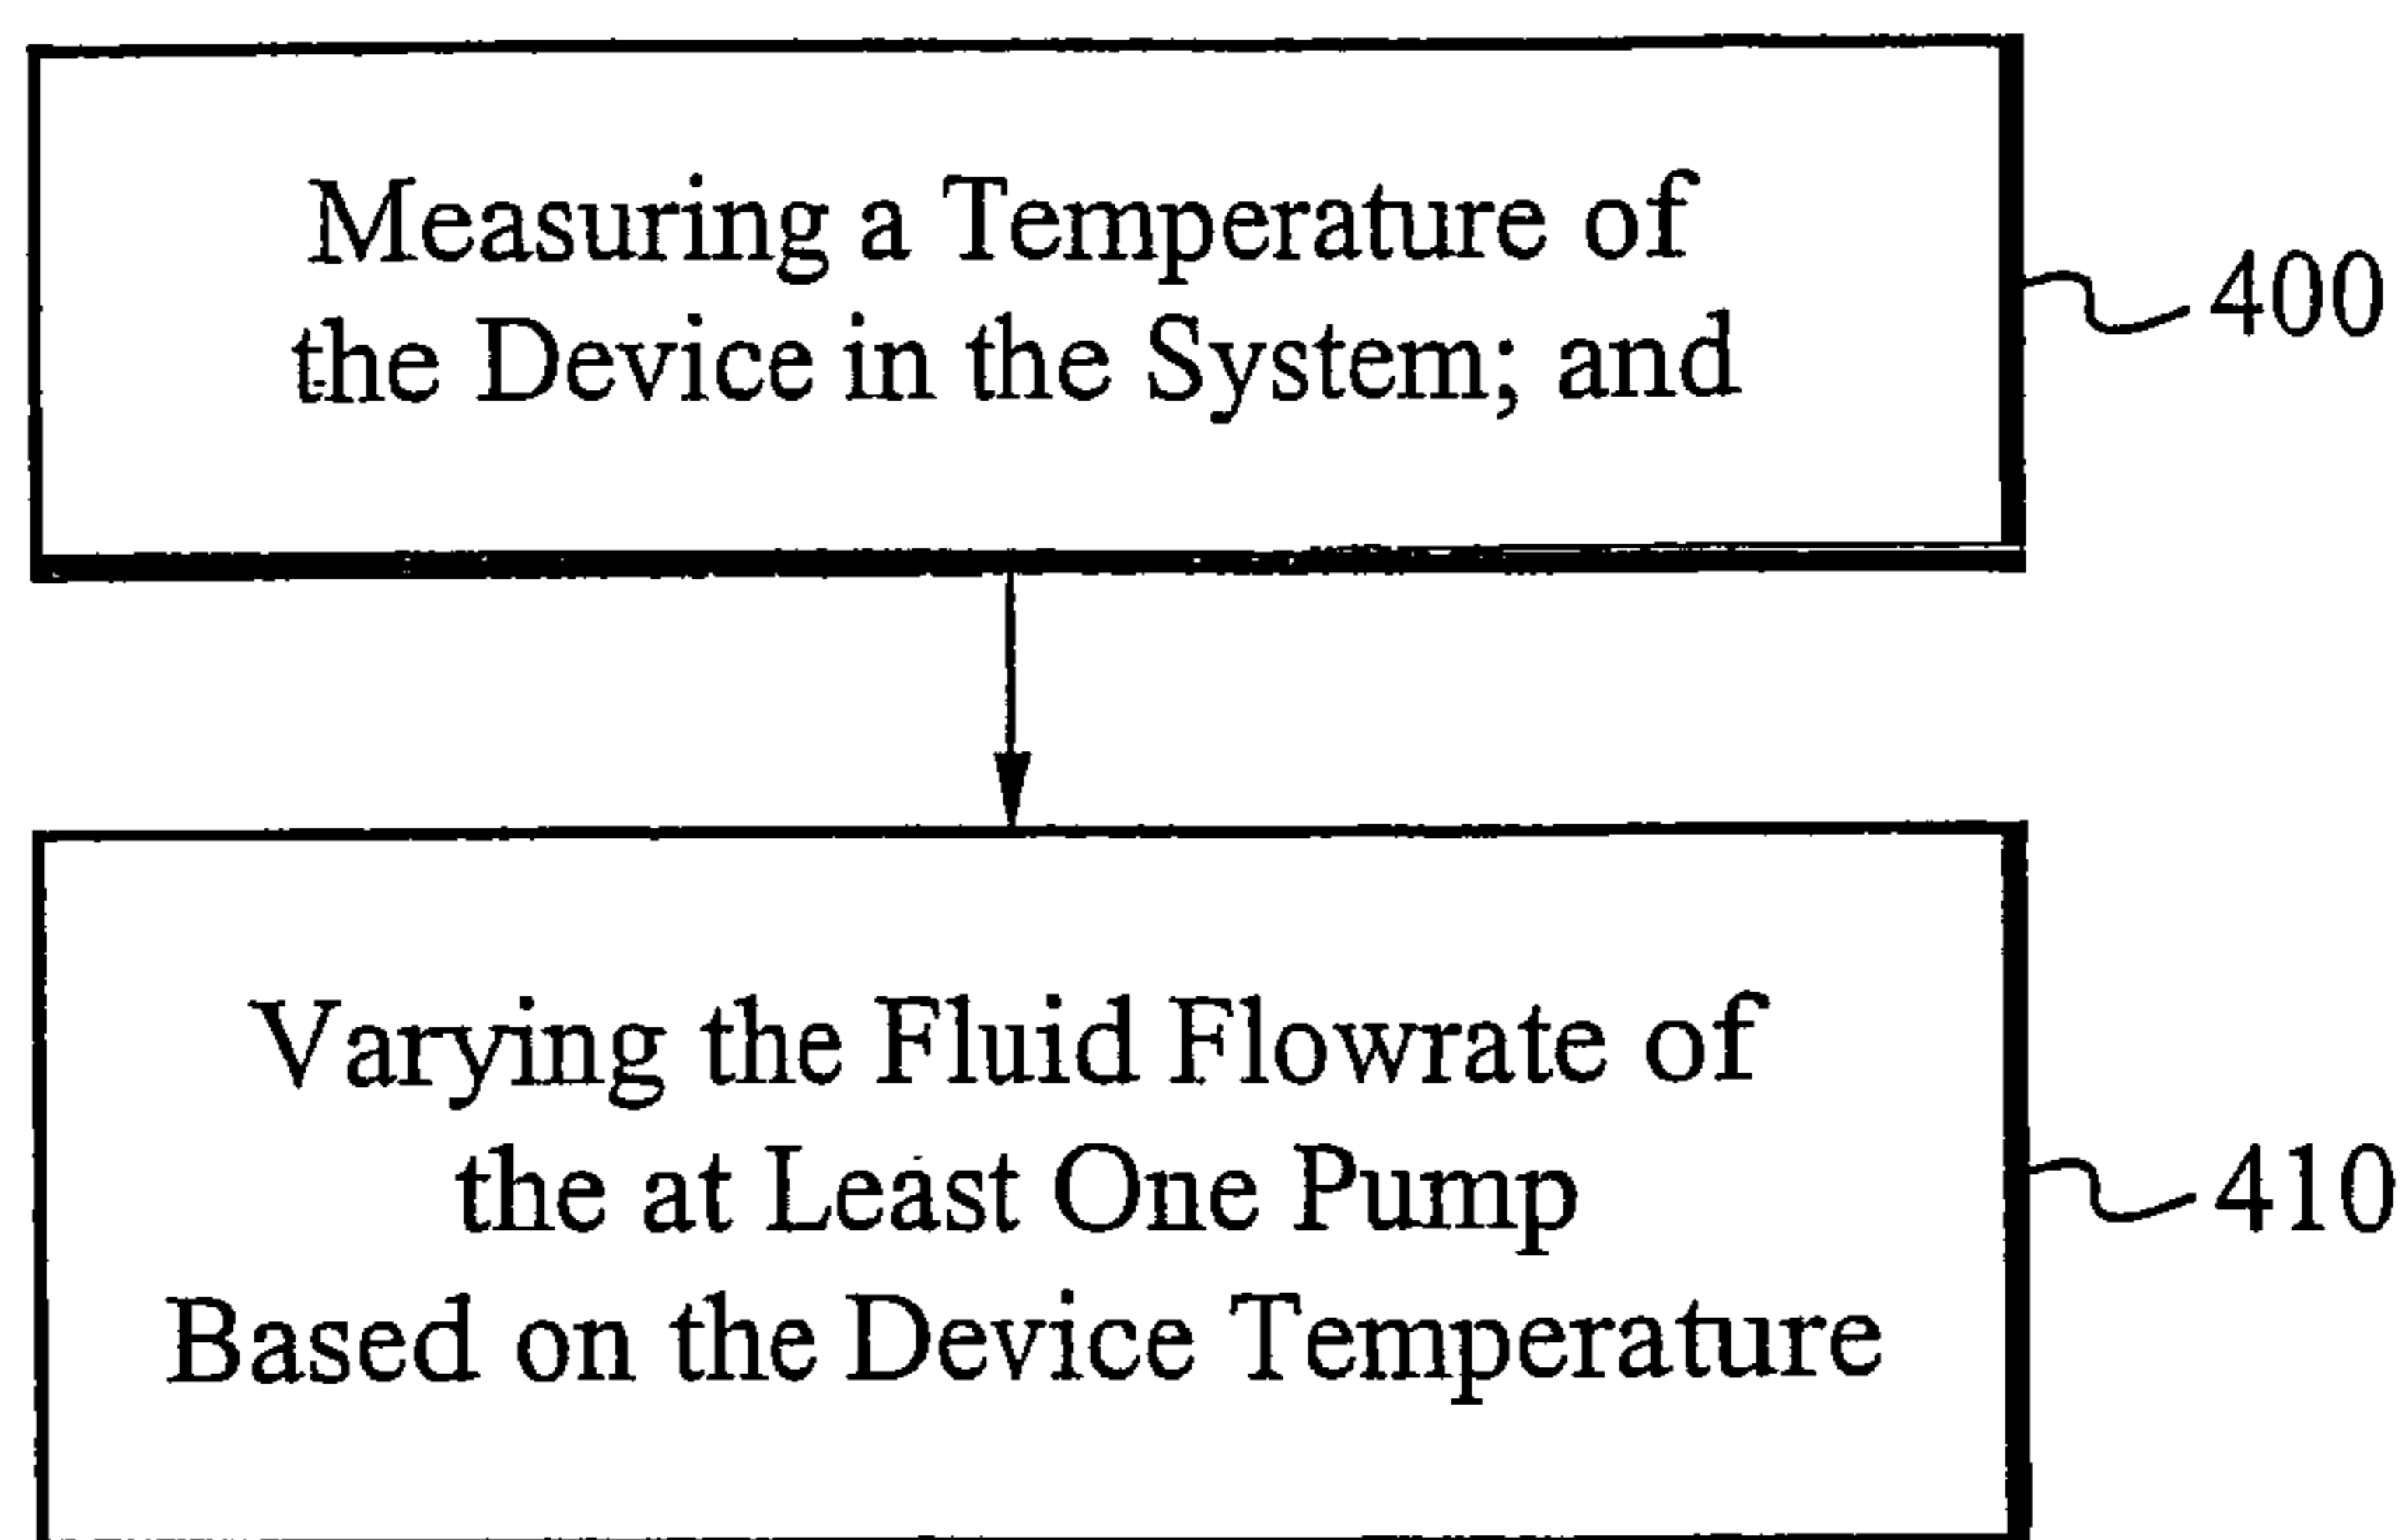 Measuring a Temperature of
the Device in the System; and
400
Varying the Fluid Flowrate of
the at Least One Pump
Based on the Device Temperature
410